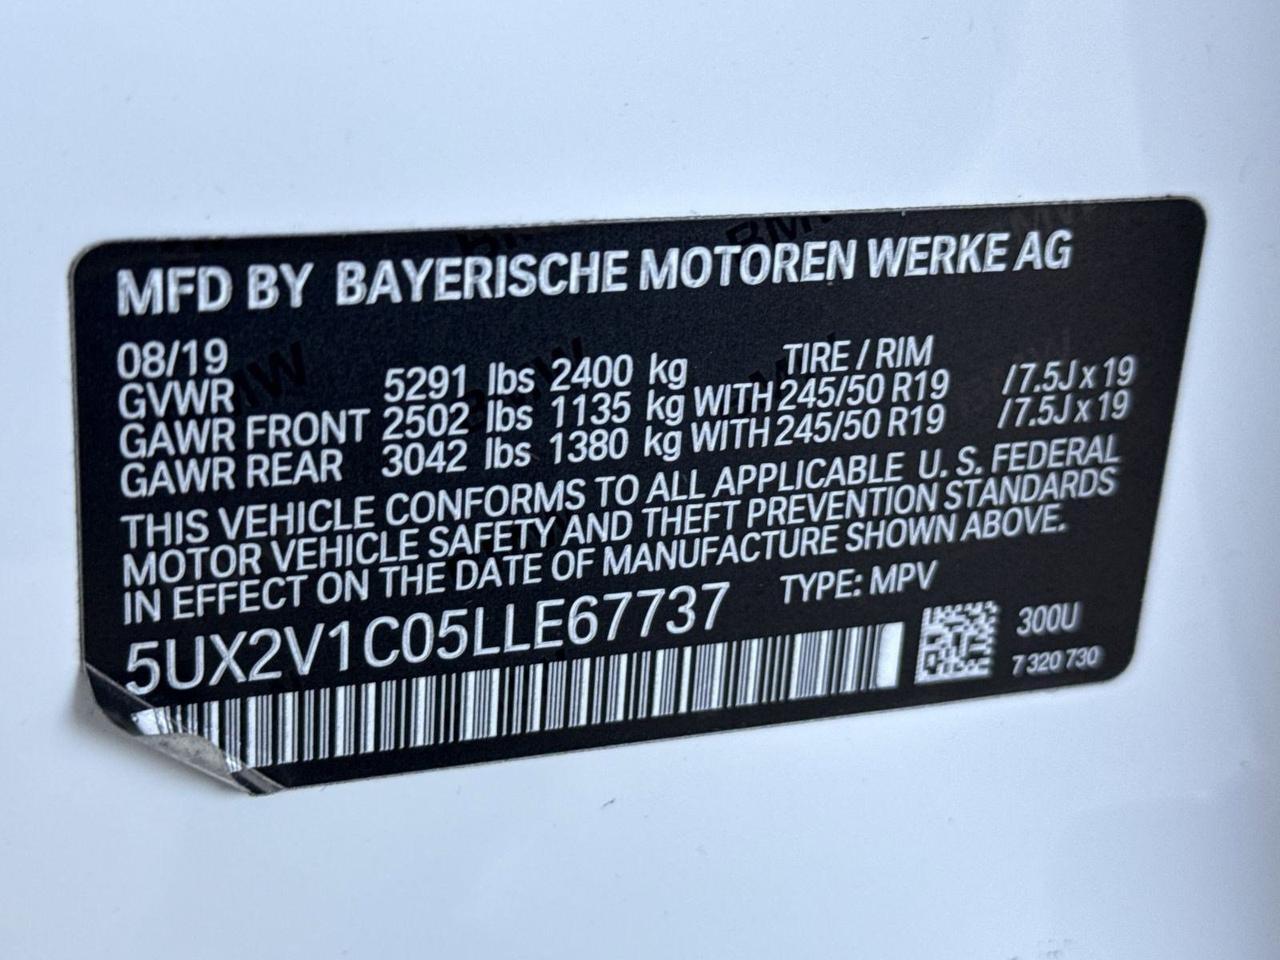 MFD BY BAYERISCHE MOTOREN WERKE AG
08/19 TIRE / RIM
GVWR 5291 lbs 2400 kg
GAWR FRONT 2502 lbs 1135 kg WITH 245/50 R19 / 7.5J x 19
GAWR REAR 3042 lbs 1380 kg WITH 245/50 R19 / 7.5J x 19
THIS VEHICLE CONFORMS TO ALL APPLICABLE U. S. FEDERAL
MOTOR VEHICLE SAFETY AND THEFT PREVENTION STANDARDS
IN EFFECT ON THE DATE OF MANUFACTURE SHOWN ABOVE.
5UX2V1C05LLE67737 TYPE: MPV
300U
7 320 730